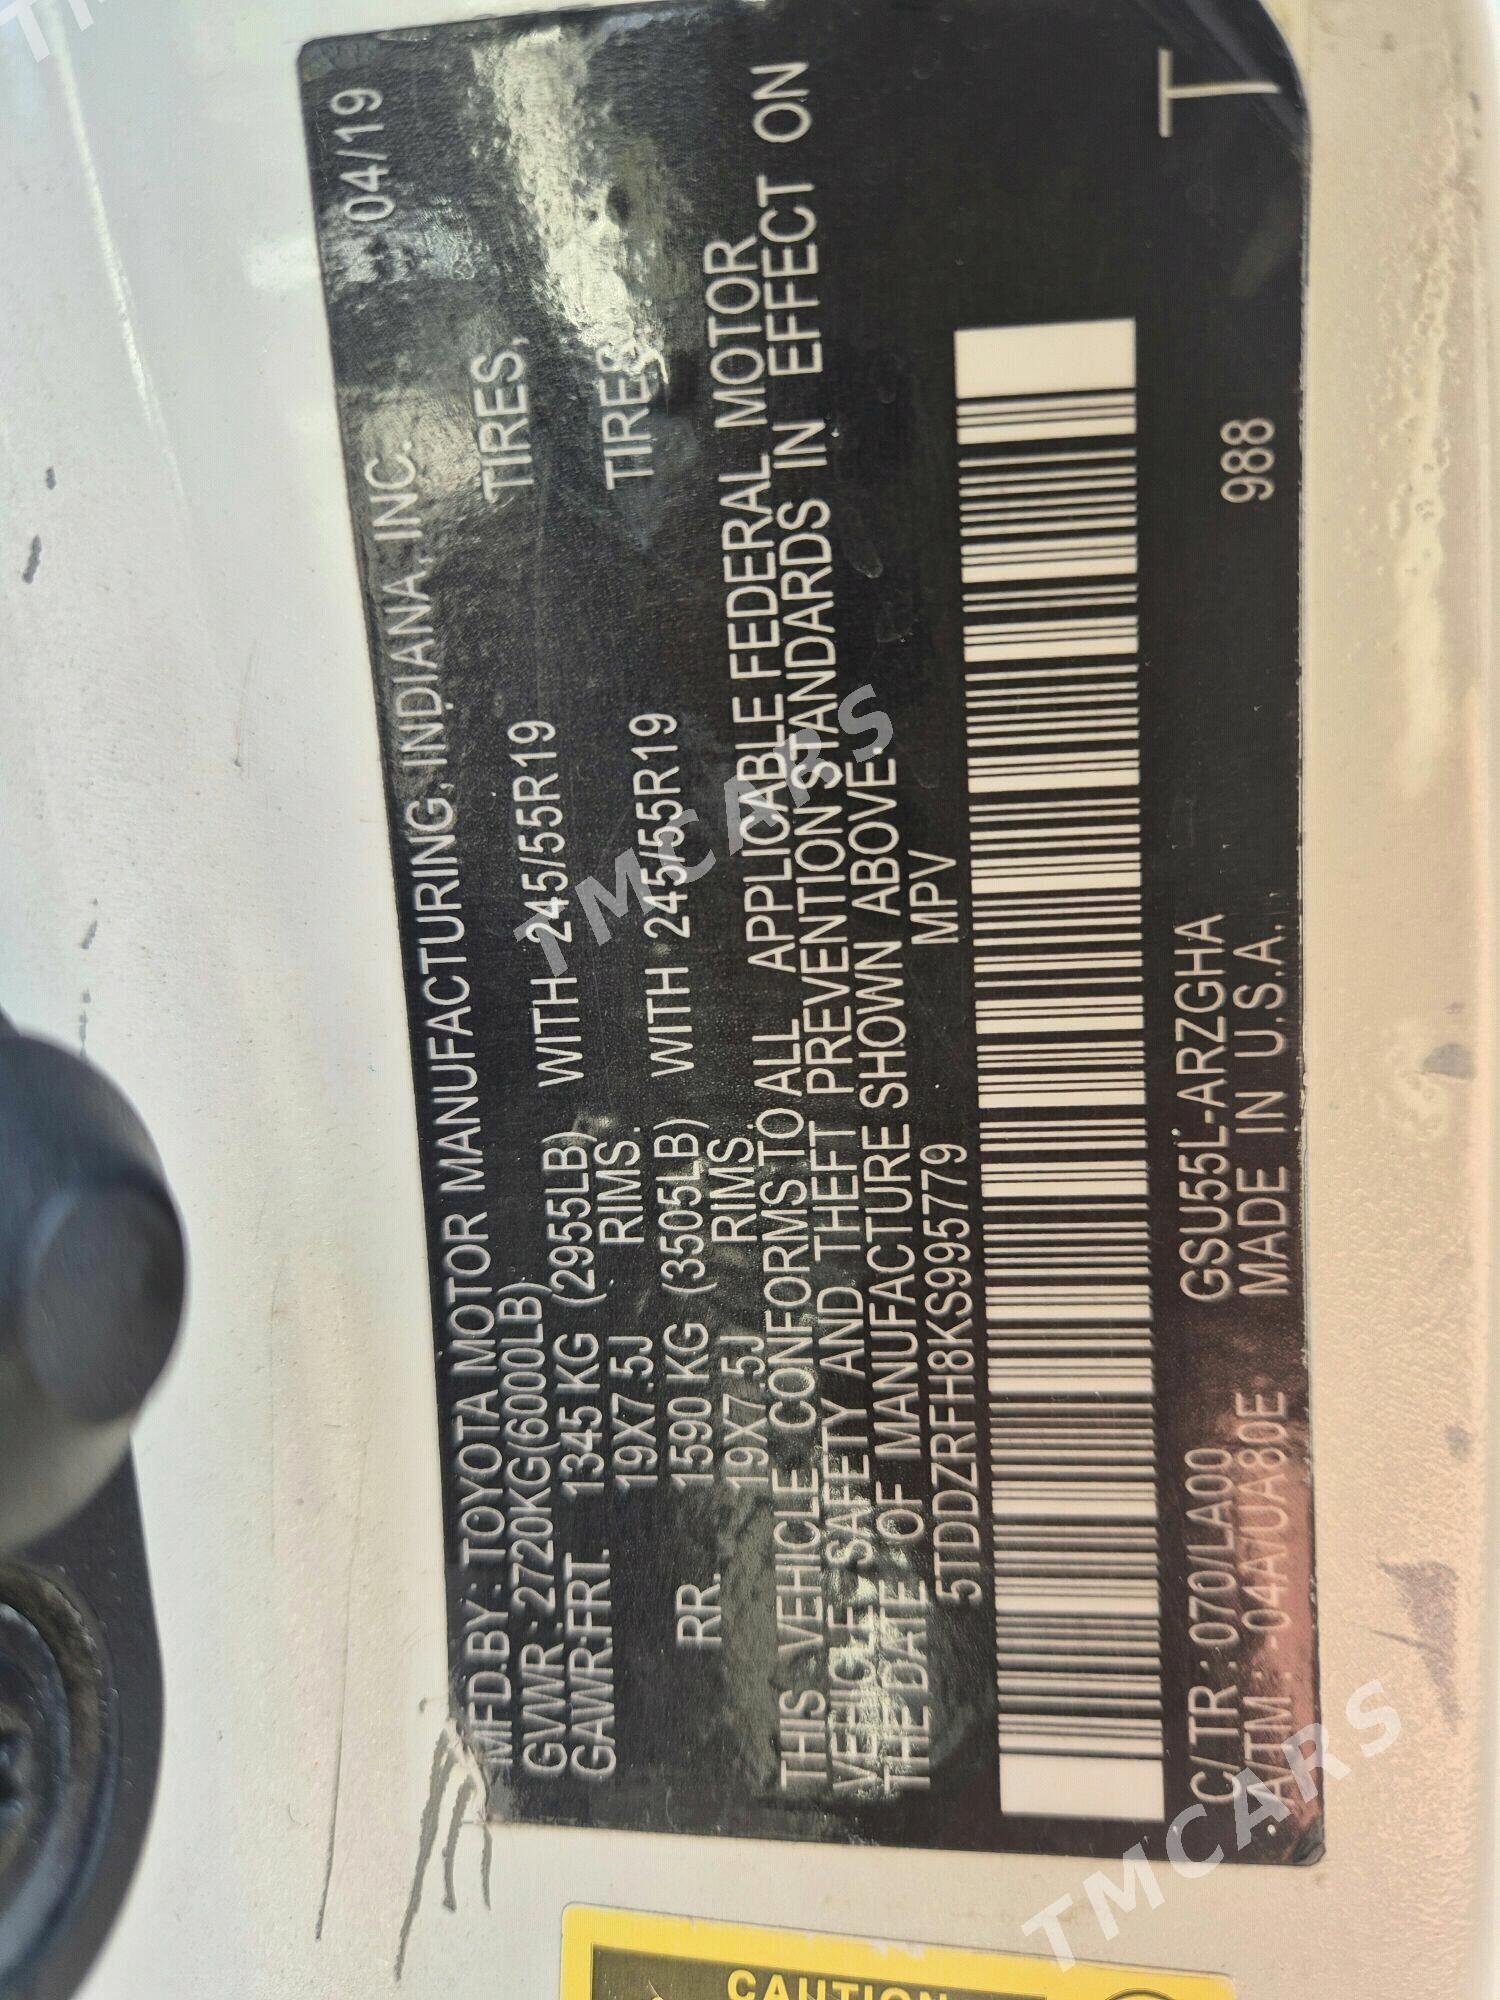 MFD.BY: TOYOTA MOTOR MANUFACTURING, INDIANA, INC. 04/19
GVWR: 2720KG(6000LB)
GAWR:FRT. 1345 KG (2955LB) WITH 245/55R19 TIRES,
19X7.5J RIMS.
RR. 1590 KG (3505LB) WITH 245/55R19 TIRES
19X7.5J RIMS.
THIS VEHICLE CONFORMS TO ALL APPLICABLE FEDERAL MOTOR
VEHICLE SAFETY AND THEFT PREVENTION STANDARDS IN EFFECT ON
THE DATE OF MANUFACTURE SHOWN ABOVE.
5TDDZRFH8KS995779 MPV
C/TR: 070/LA00 GSU55L-ARZGHA 988
A/TM: -04A/UA80E MADE IN U.S.A.
T
CAUTION
TMCARS
TMCARS